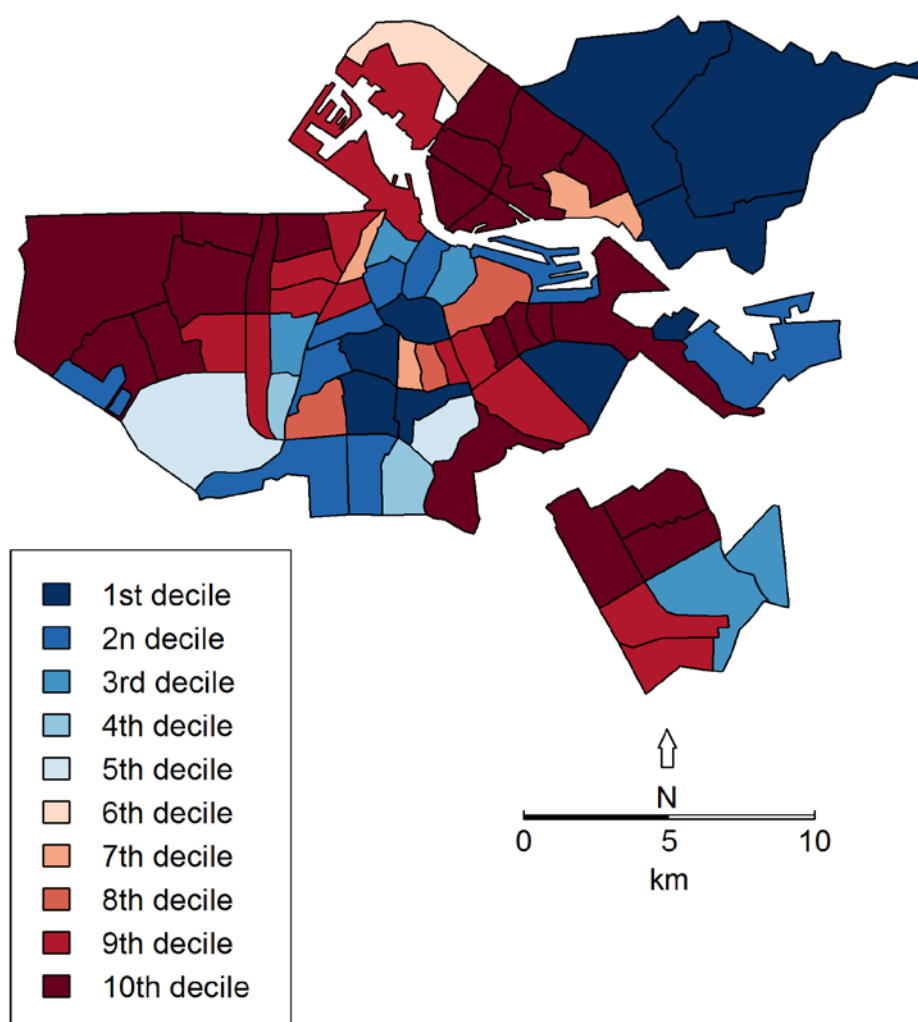 1st decile
2n decile
3rd decile
4th decile
5th decile
6th decile
7th decile
8th decile
9th decile
10th decile
N
0 5 10
km